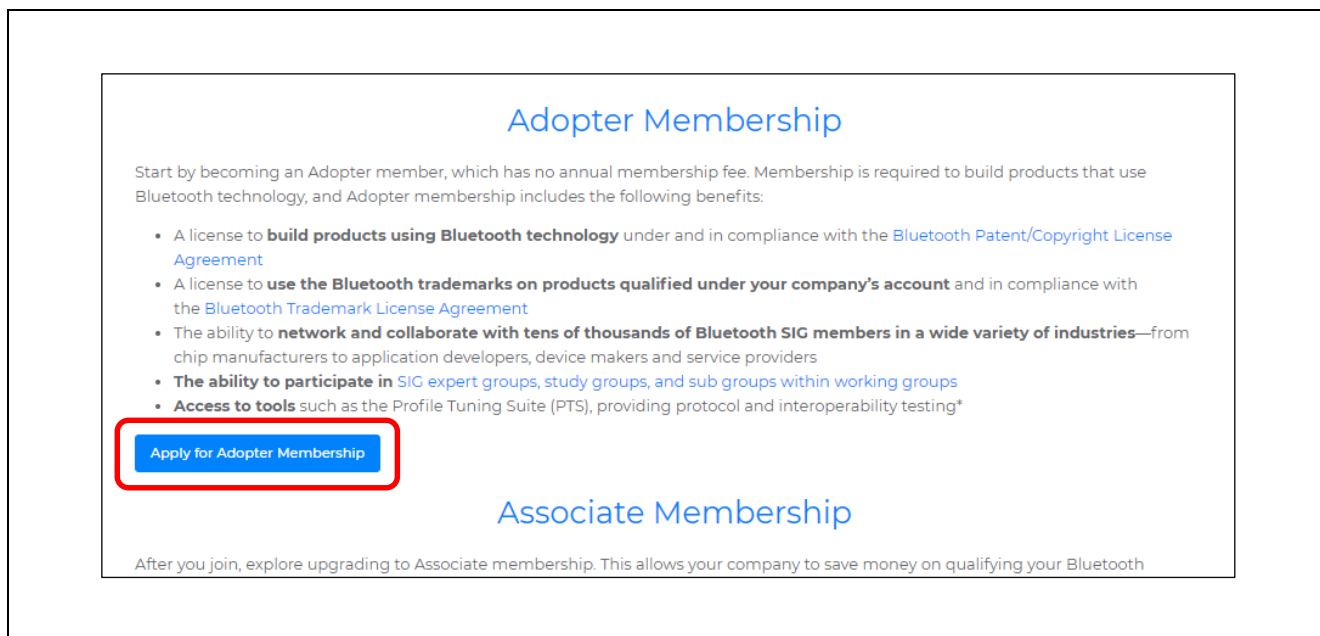 Adopter Membership
Start by becoming an Adopter member, which has no annual membership fee. Membership is required to build products that use
Bluetooth technology, and Adopter membership includes the following benefits:
• A license to build products using Bluetooth technology under and in compliance with the Bluetooth Patent/Copyright License
Agreement
• A license to use the Bluetooth trademarks on products qualified under your company's account and in compliance with
the Bluetooth Trademark License Agreement
• The ability to network and collaborate with tens of thousands of Bluetooth SIG members in a wide variety of industries—from
chip manufacturers to application developers, device makers and service providers
• The ability to participate in SIG expert groups, study groups, and sub groups within working groups
• Access to tools such as the Profile Tuning Suite (PTS), providing protocol and interoperability testing*
Apply for Adopter Membership
Associate Membership
After you join, explore upgrading to Associate membership. This allows your company to save money on qualifying your Bluetooth